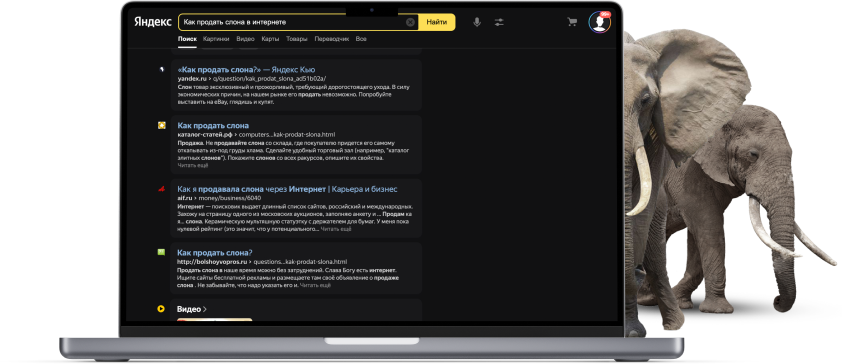 Яндекс Как продать слона в интернете Найти 99+
Поиск Картинки Видео Карты Товары Переводчик Все
«Как продать слона?» — Яндекс Кью
yandex.ru › q/question/kak_prodat_slona_ad51b02a/
Слон товар эксклюзивный и прожорливый, требующий дорогостоящего ухода. В силу
экономических причин, на нашем рынке его продать невозможно. Попробуйте
выставить на eBay, глядишь и купят.
Как продать слона
каталог-статей.рф › computers...kak-prodat-slona.html
Продажа. Не продавайте слона со склада, где покупателю придется его самому
откапывать из-под груды хлама. Сделайте удобный торговый зал (например, "каталог
элитных слонов"). Покажите слонов со всех ракурсов, опишите их свойства.
Читать ещё
Как я продавала слона через Интернет | Карьера и бизнес
aif.ru › money/business/6040
Интернет — поисковик выдает длинный список сайтов, российский и международных.
Захожу на страницу одного из московских аукционов, заполняю анкету и ... Продам ка
я... слона. Керамическую мультяшную статуэтку с держателем для бумаг. У меня пока
нулевой рейтинг (это значит, что у потенциального... Читать ещё
Как продать слона?
http://bolshoyvopros.ru › questions...kak-prodat-slona.html
Продать слона в наше время можно без затруднений. Слава Богу есть интернет.
Ищите сайты бесплатной рекламы и размещаете там своё объявление о продаже
слона . Не забывайте, что надо указать его и. Читать ещё
Видео ›